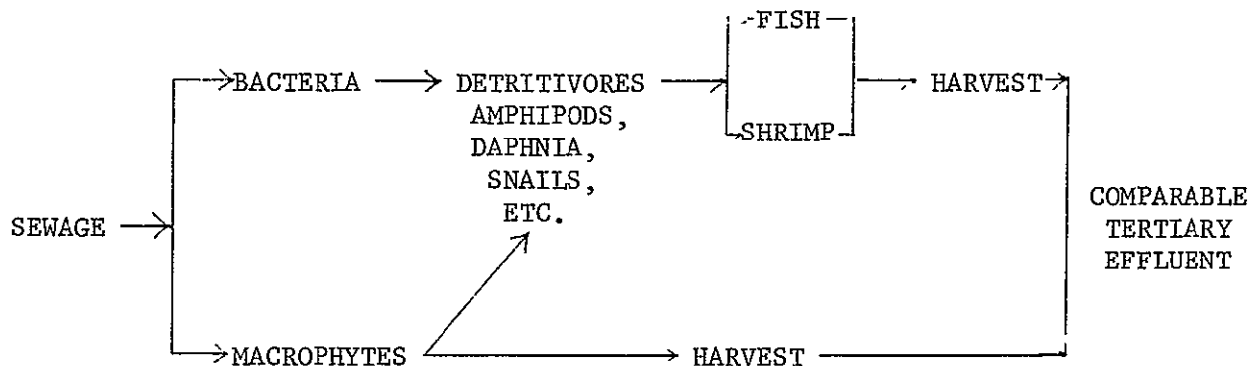 FISH
BACTERIA
DETRITIVORES
HARVEST
AMPHIPODS,
SHRIMP
DAPHNIA,
SNAILS,
ETC.
SEWAGE
COMPARABLE
TERTIARY
EFFLUENT
MACROPHYTES
HARVEST